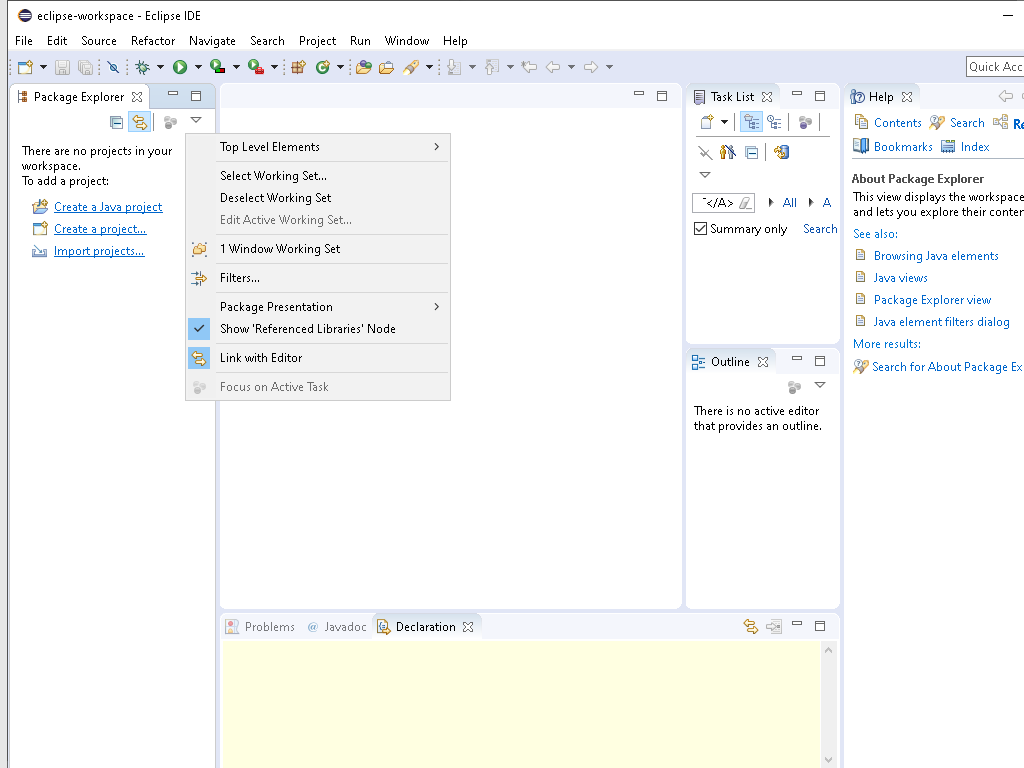 eclipse-workspace - Eclipse IDE
File Edit Source Refactor Navigate Search Project Run Window Help
Quick Acc
Package Explorer
There are no projects in your
workspace.
To add a project:
Create a Java project
Create a project...
Import projects...
Top Level Elements
Select Working Set...
Deselect Working Set
Edit Active Working Set...
1 Window Working Set
Filters...
Package Presentation
Show 'Referenced Libraries' Node
Link with Editor
Focus on Active Task
Task List
</A> All A
Summary only Search
Outline
There is no active editor
that provides an outline.
Help
Contents Search Re
Bookmarks Index
About Package Explorer
This view displays the workspace
and lets you explore their conter
See also:
Browsing Java elements
Java views
Package Explorer view
Java element filters dialog
More results:
Search for About Package Ex
Problems @ Javadoc Declaration